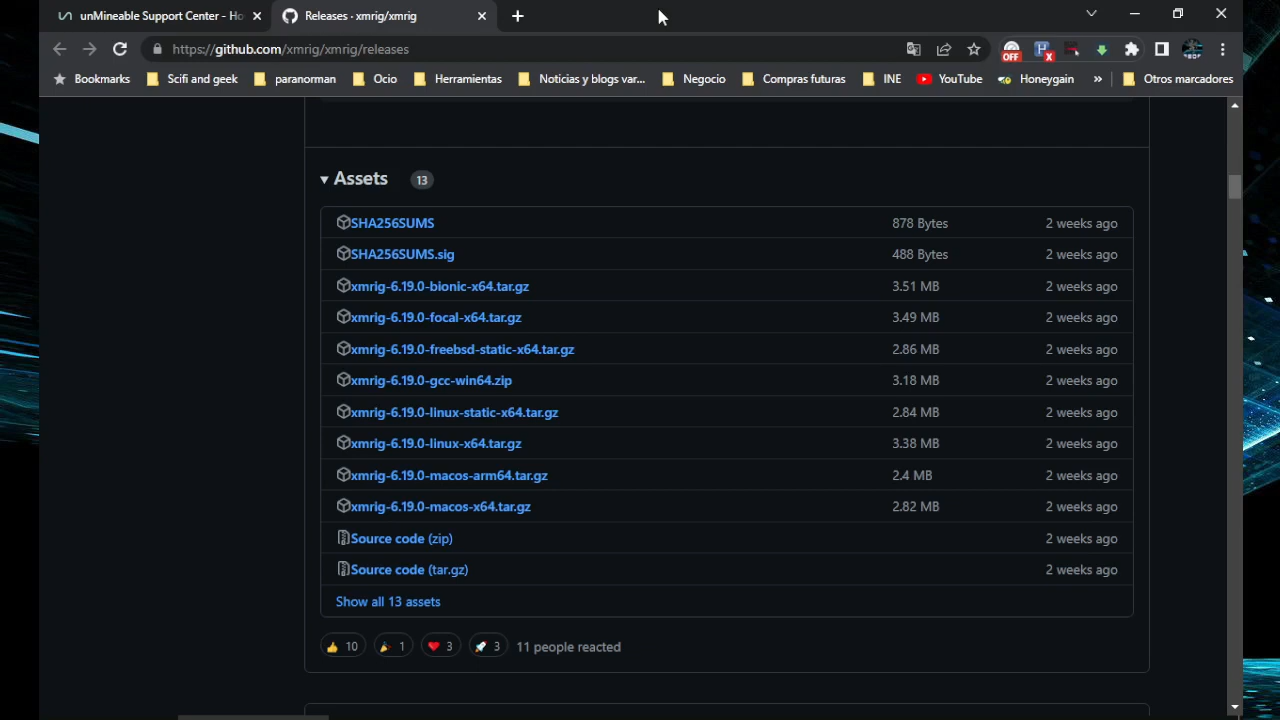 unMineable Support Center - Ho
Releases · xmrig/xmrig
https://github.com/xmrig/xmrig/releases
OFF
Bookmarks
Scifi and geek
paranorman
Ocio
Herramientas
Noticias y blogs var...
Negocio
Compras futuras
INE
YouTube
Honeygain
»
Otros marcadores
Assets 13
SHA256SUMS 878 Bytes 2 weeks ago
SHA256SUMS.sig 488 Bytes 2 weeks ago
xmrig-6.19.0-bionic-x64.tar.gz 3.51 MB 2 weeks ago
xmrig-6.19.0-focal-x64.tar.gz 3.49 MB 2 weeks ago
xmrig-6.19.0-freebsd-static-x64.tar.gz 2.86 MB 2 weeks ago
xmrig-6.19.0-gcc-win64.zip 3.18 MB 2 weeks ago
xmrig-6.19.0-linux-static-x64.tar.gz 2.84 MB 2 weeks ago
xmrig-6.19.0-linux-x64.tar.gz 3.38 MB 2 weeks ago
xmrig-6.19.0-macos-arm64.tar.gz 2.4 MB 2 weeks ago
xmrig-6.19.0-macos-x64.tar.gz 2.82 MB 2 weeks ago
Source code (zip) 2 weeks ago
Source code (tar.gz) 2 weeks ago
Show all 13 assets
10 1 3 3 11 people reacted